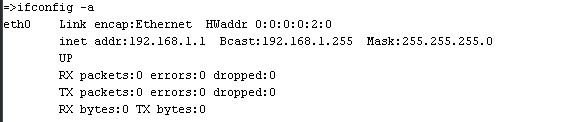 =>ifconfig -a
eth0    Link encap:Ethernet  HWaddr 0:0:0:0:2:0
        inet addr:192.168.1.1  Bcast:192.168.1.255  Mask:255.255.255.0
        UP
        RX packets:0 errors:0 dropped:0
        TX packets:0 errors:0 dropped:0
        RX bytes:0 TX bytes:0